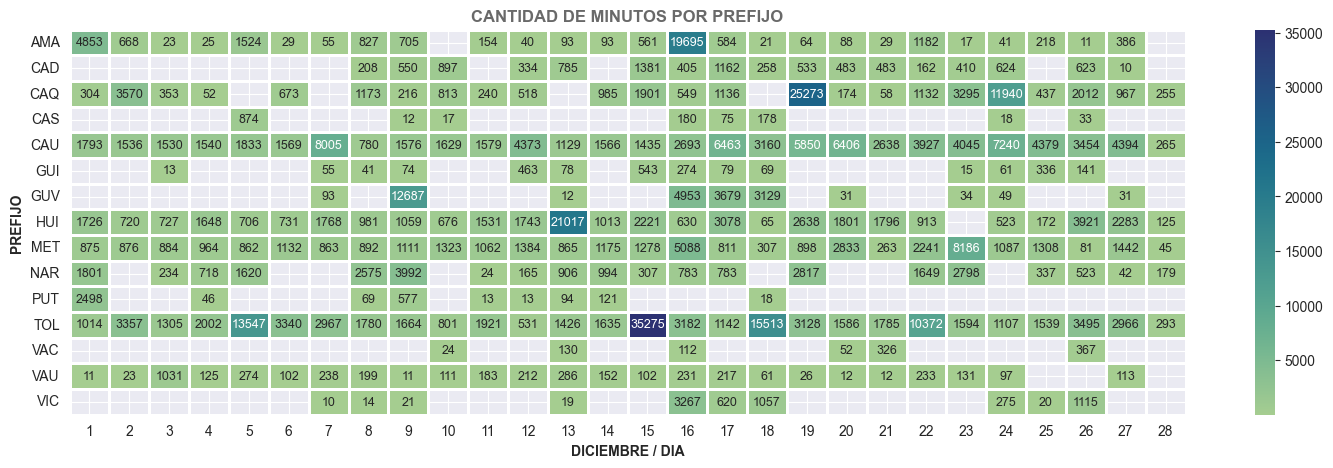 CANTIDAD DE MINUTOS POR PREFIJO
AMA 4853 668 23 25 1524 29 55 827 705 154 40 93 93 561 19695 584 21 64 88 29 1182 17 41 218 11 386
CAD 208 550 897 334 785 1381 405 1162 258 533 483 483 162 410 624 623 10
CAQ 304 3570 353 52 673 1173 216 813 240 518 985 1901 549 1136 25273 174 58 1132 3295 11940 437 2012 967 255
CAS 874 12 17 180 75 178 18 33
CAU 1793 1536 1530 1540 1833 1569 8005 780 1576 1629 1579 4373 1129 1566 1435 2693 6463 3160 5850 6406 2638 3927 4045 7240 4379 3454 4394 265
GUI 13 55 41 74 463 78 543 274 79 69 15 61 336 141
GUV 93 12687 12 4953 3679 3129 31 34 49 31
HUI 1726 720 727 1648 706 731 1768 981 1059 676 1531 1743 21017 1013 2221 630 3078 65 2638 1801 1796 913 523 172 3921 2283 125
MET 875 876 884 964 862 1132 863 892 1111 1323 1062 1384 865 1175 1278 5088 811 307 898 2833 263 2241 8186 1087 1308 81 1442 45
NAR 1801 234 718 1620 2575 3992 24 165 906 994 307 783 783 2817 1649 2798 337 523 42 179
PUT 2498 46 69 577 13 13 94 121 18
TOL 1014 3357 1305 2002 13547 3340 2967 1780 1664 801 1921 531 1426 1635 35275 3182 1142 15513 3128 1586 1785 10372 1594 1107 1539 3495 2966 293
VAC 24 130 112 52 326 367
VAU 11 23 1031 125 274 102 238 199 11 111 183 212 286 152 102 231 217 61 26 12 12 233 131 97 113
VIC 10 14 21 19 3267 620 1057 275 20 1115
1 2 3 4 5 6 7 8 9 10 11 12 13 14 15 16 17 18 19 20 21 22 23 24 25 26 27 28
DICIEMBRE / DIA
PREFIJO
35000
30000
25000
20000
15000
10000
5000